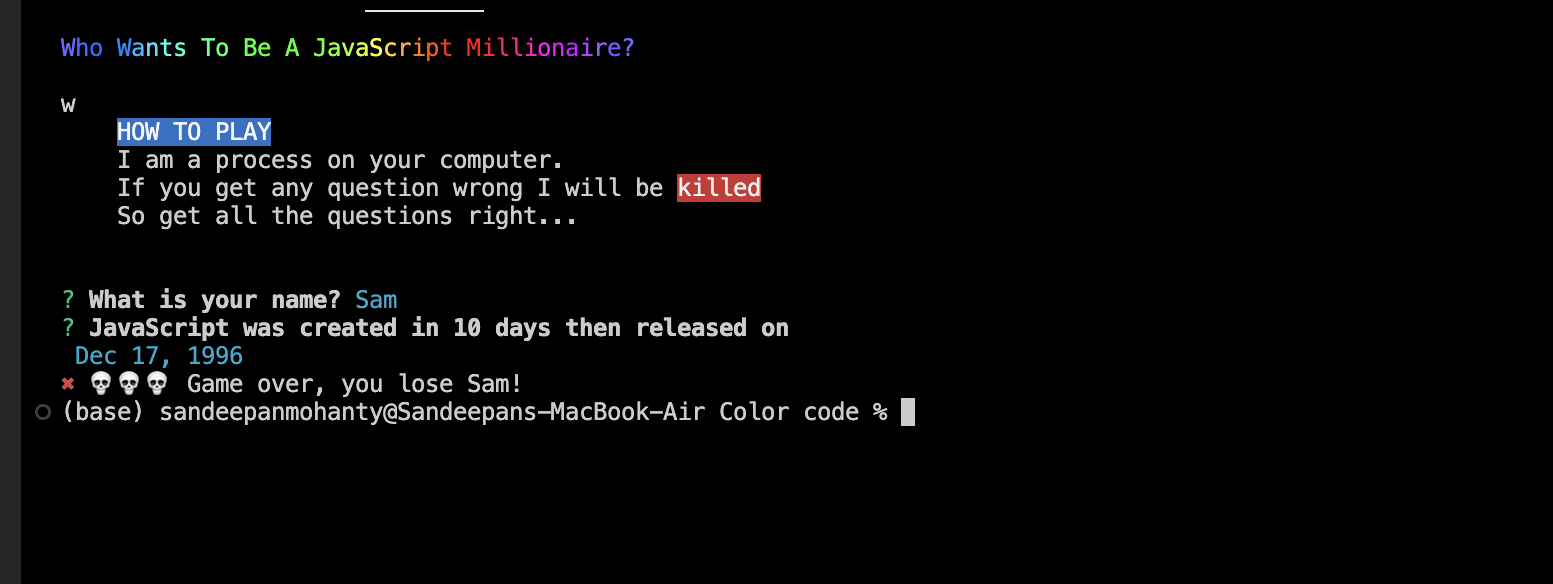 Who Wants To Be A JavaScript Millionaire?
w
HOW TO PLAY
I am a process on your computer.
If you get any question wrong I will be killed
So get all the questions right...
? What is your name? Sam
? JavaScript was created in 10 days then released on
Dec 17, 1996
✖ 💀💀💀 Game over, you lose Sam!
(base) sandeepanmohanty@Sandeepans-MacBook-Air Color code %